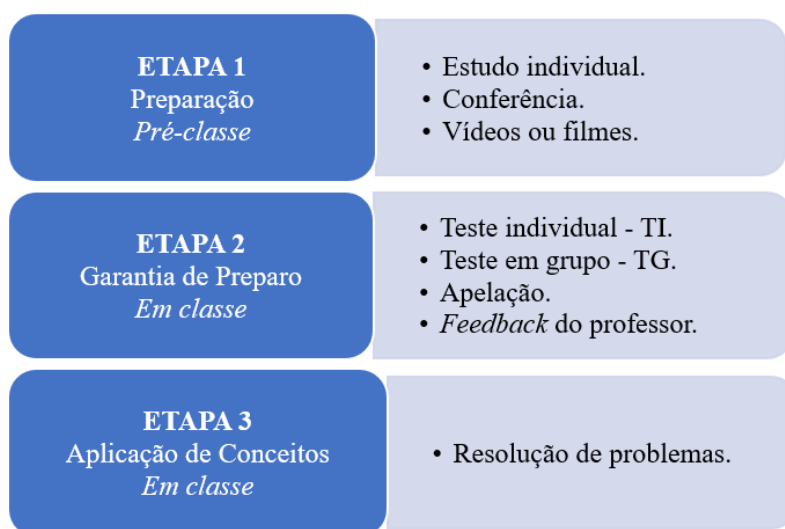 ETAPA 1
Preparação
Pré-classe
• Estudo individual.
• Conferência.
• Vídeos ou filmes.
ETAPA 2
Garantia de Preparo
Em classe
• Teste individual - TI.
• Teste em grupo - TG.
• Apelação.
• Feedback do professor.
ETAPA 3
Aplicação de Conceitos
Em classe
• Resolução de problemas.